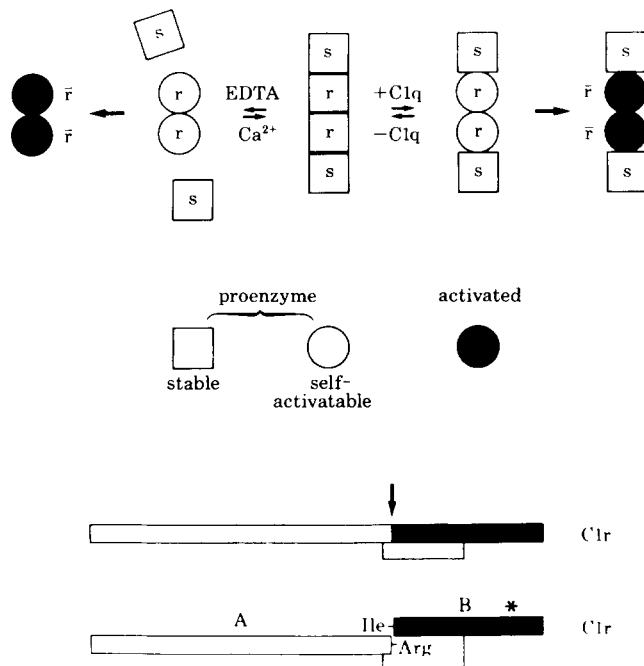 s
r̄ r EDTA s +C1q s r̄
r̄ r Ca²⁺ r −C1q r r̄
r
s s s s
proenzyme activated
stable self-
activatable
C1r
A B *
Ile C1r
Arg